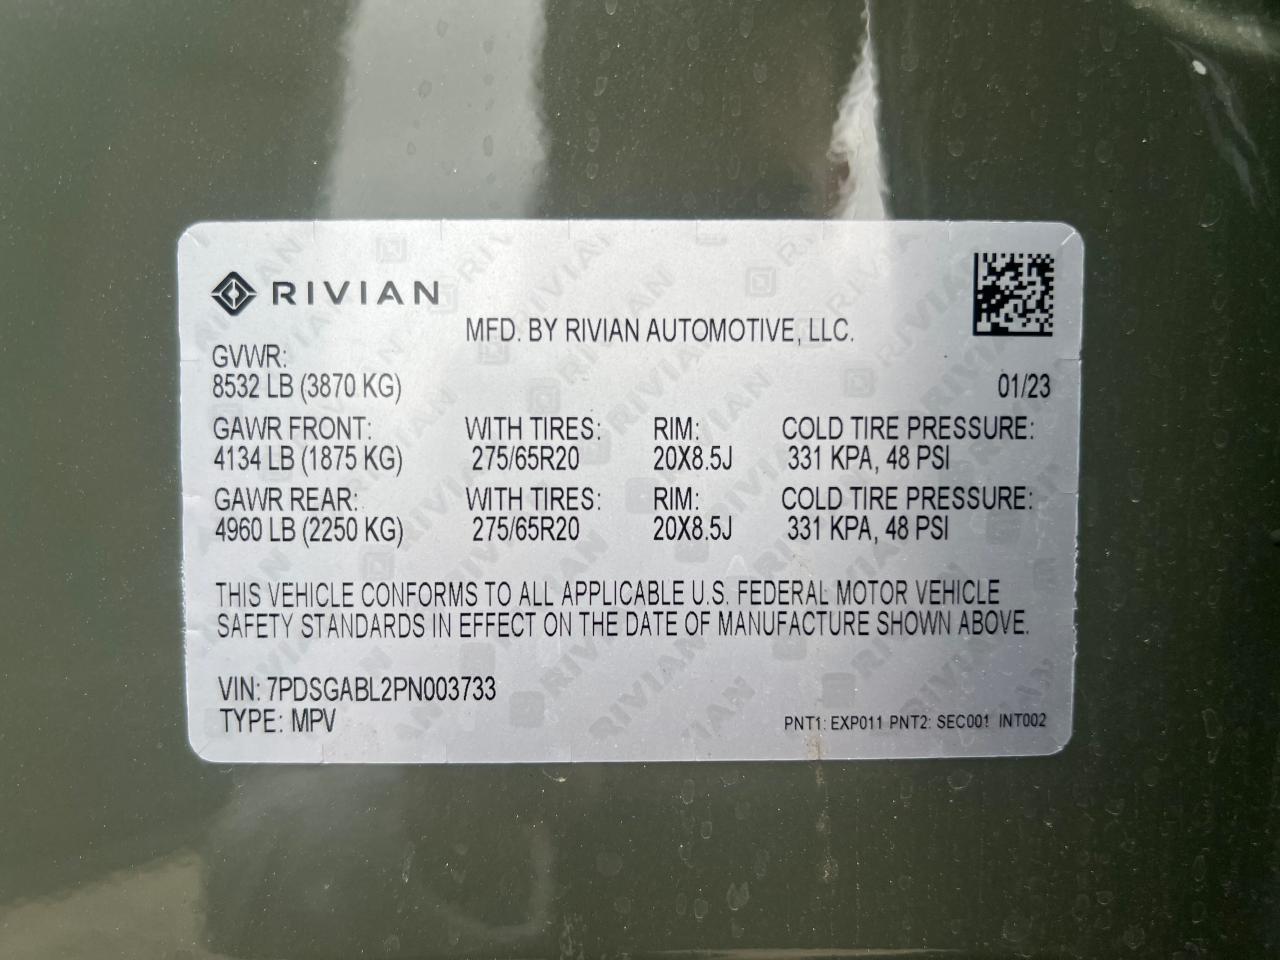 RIVIAN
MFD. BY RIVIAN AUTOMOTIVE, LLC.
GVWR:
8532 LB (3870 KG) 01/23
GAWR FRONT: WITH TIRES: RIM: COLD TIRE PRESSURE:
4134 LB (1875 KG) 275/65R20 20X8.5J 331 KPA, 48 PSI
GAWR REAR: WITH TIRES: RIM: COLD TIRE PRESSURE:
4960 LB (2250 KG) 275/65R20 20X8.5J 331 KPA, 48 PSI
THIS VEHICLE CONFORMS TO ALL APPLICABLE U.S. FEDERAL MOTOR VEHICLE
SAFETY STANDARDS IN EFFECT ON THE DATE OF MANUFACTURE SHOWN ABOVE.
VIN: 7PDSGABL2PN003733
TYPE: MPV PNT1: EXP011 PNT2: SEC001 INT002